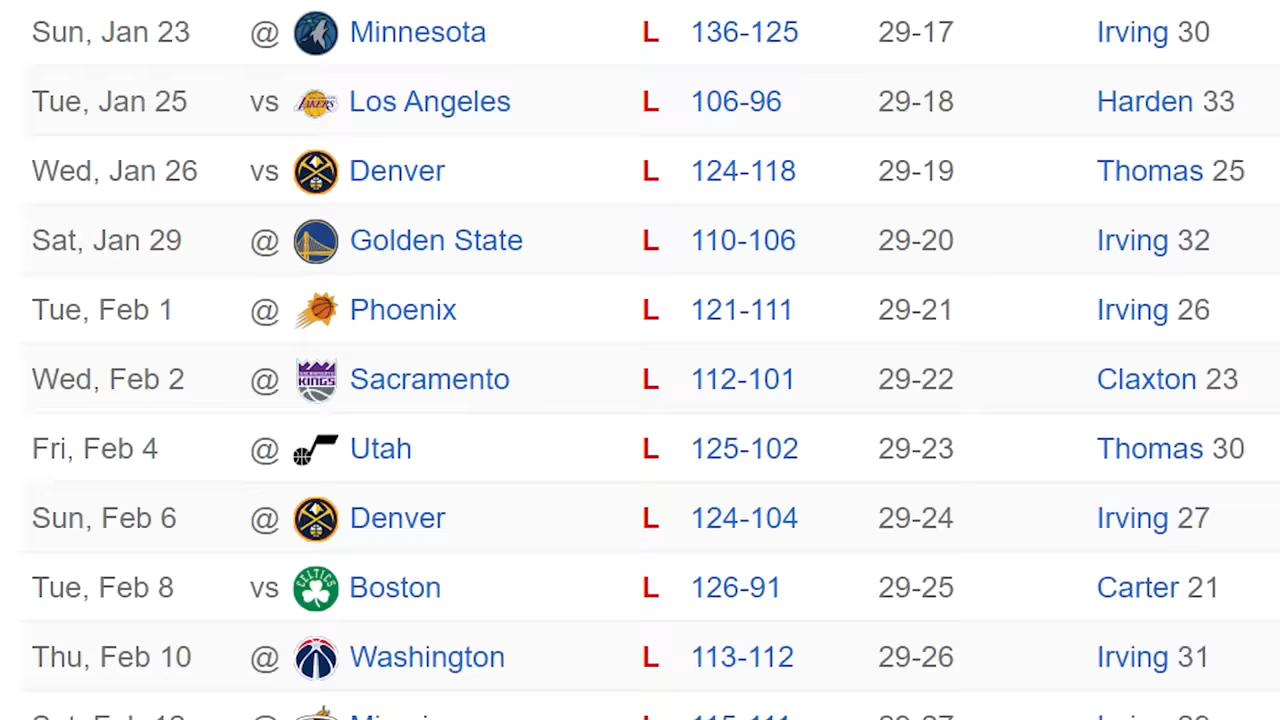 Sun, Jan 23 @ Minnesota L 136-125 29-17 Irving 30
Tue, Jan 25 vs LAKERS Los Angeles L 106-96 29-18 Harden 33
Wed, Jan 26 vs Denver L 124-118 29-19 Thomas 25
Sat, Jan 29 @ Golden State L 110-106 29-20 Irving 32
Tue, Feb 1 @ Phoenix L 121-111 29-21 Irving 26
Wed, Feb 2 @ KINGS Sacramento L 112-101 29-22 Claxton 23
Fri, Feb 4 @ Utah L 125-102 29-23 Thomas 30
Sun, Feb 6 @ Denver L 124-104 29-24 Irving 27
Tue, Feb 8 vs CELTICS Boston L 126-91 29-25 Carter 21
Thu, Feb 10 @ Washington L 113-112 29-26 Irving 31